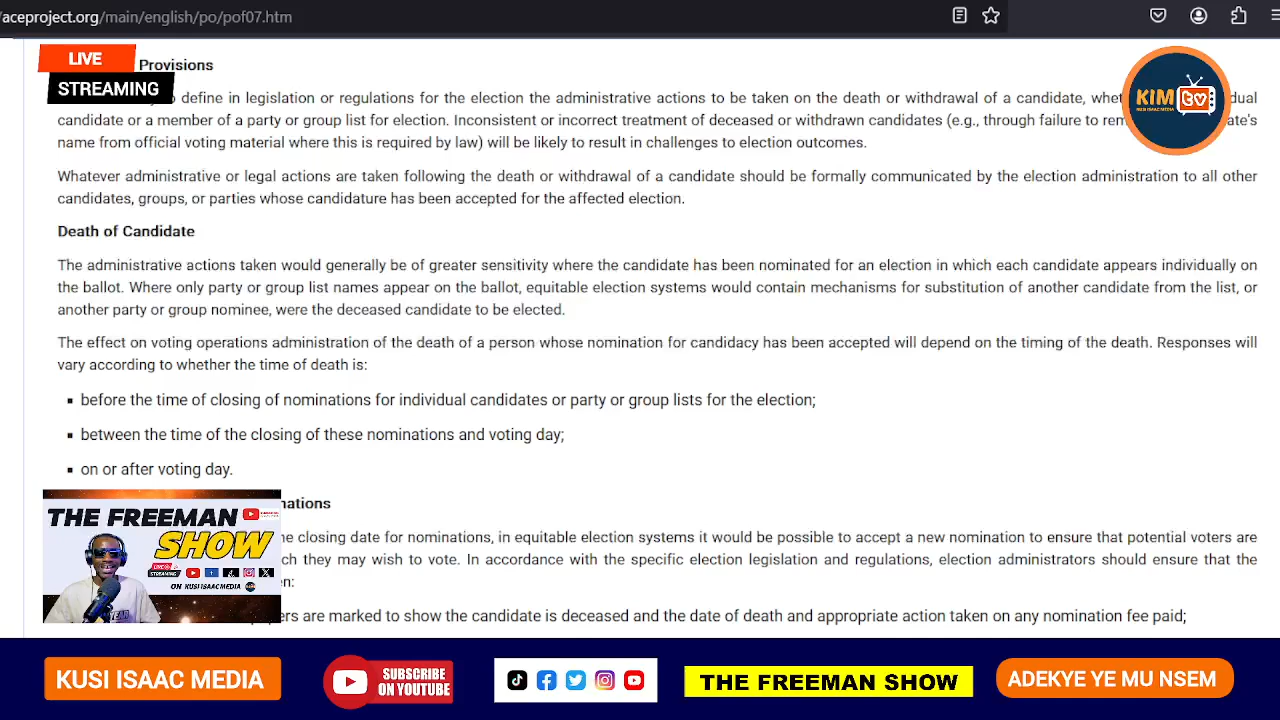 /aceproject.org/main/english/po/pof07.htm
LIVE
STREAMING
Provisions
KIM tv
KUSI ISAAC MEDIA
define in legislation or regulations for the election the administrative actions to be taken on the death or withdrawal of a candidate,
candidate or a member of a party or group list for election. Inconsistent or incorrect treatment of deceased or withdrawn candidates (e.g., through failure to
name from official voting material where this is required by law) will be likely to result in challenges to election outcomes.
Whatever administrative or legal actions are taken following the death or withdrawal of a candidate should be formally communicated by the election administration to all other
candidates, groups, or parties whose candidature has been accepted for the affected election.
Death of Candidate
The administrative actions taken would generally be of greater sensitivity where the candidate has been nominated for an election in which each candidate appears individually on
the ballot. Where only party or group list names appear on the ballot, equitable election systems would contain mechanisms for substitution of another candidate from the list, or
another party or group nominee, were the deceased candidate to be elected.
The effect on voting operations administration of the death of a person whose nomination for candidacy has been accepted will depend on the timing of the death. Responses will
vary according to whether the time of death is:
▪ before the time of closing of nominations for individual candidates or party or group lists for the election;
▪ between the time of the closing of these nominations and voting day;
▪ on or after voting day.
THE FREEMAN
SHOW
STREAMING
ON KUSI ISAAC MEDIA
closing date for nominations, in equitable election systems it would be possible to accept a new nomination to ensure that potential voters are
they may wish to vote. In accordance with the specific election legislation and regulations, election administrators should ensure that the
are marked to show the candidate is deceased and the date of death and appropriate action taken on any nomination fee paid;
KUSI ISAAC MEDIA
SUBSCRIBE
ON YOUTUBE
THE FREEMAN SHOW
ADEKYE YE MU NSEM